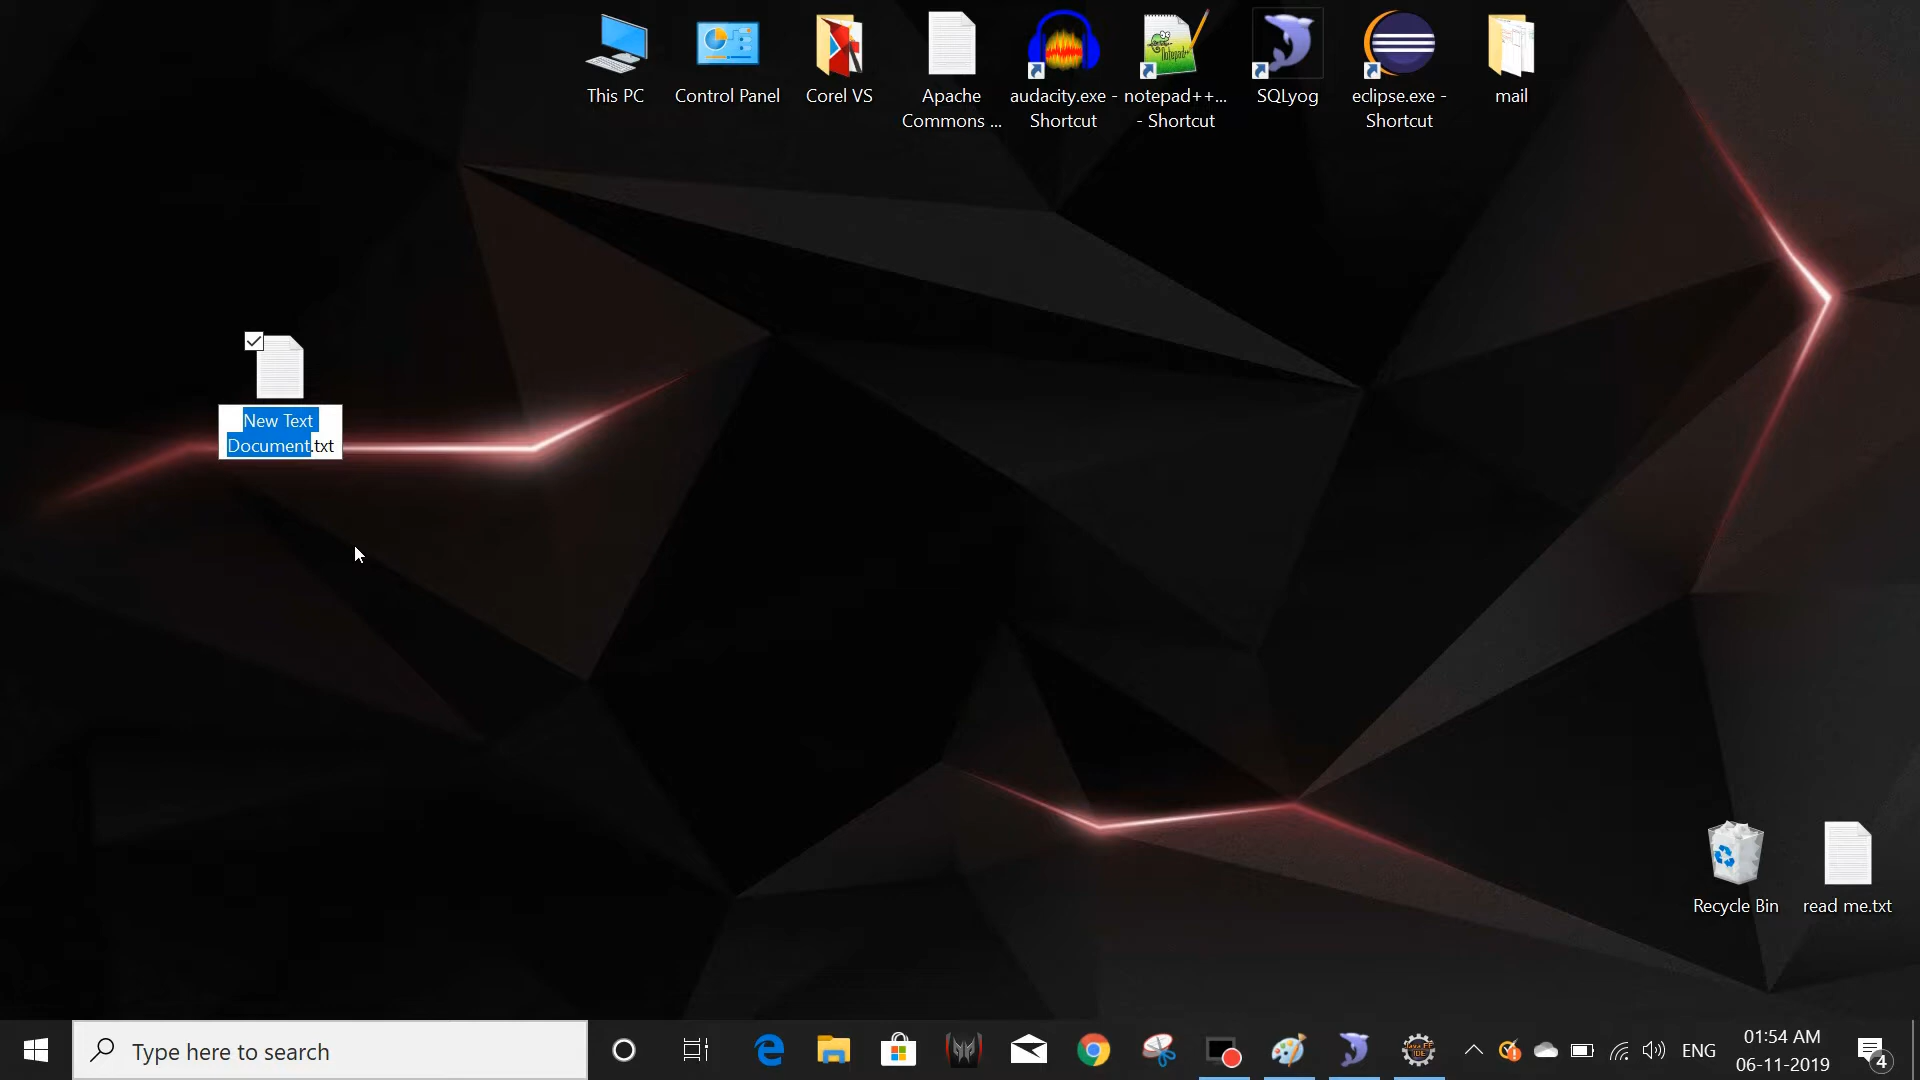 This PC
Control Panel
Corel VS
Apache
Commons ...
audacity.exe -
Shortcut
notepad++...
- Shortcut
SQLyog
eclipse.exe -
Shortcut
mail
New Text
Document.txt
Recycle Bin
read me.txt
Type here to search
ENG
01:54 AM
06-11-2019
4